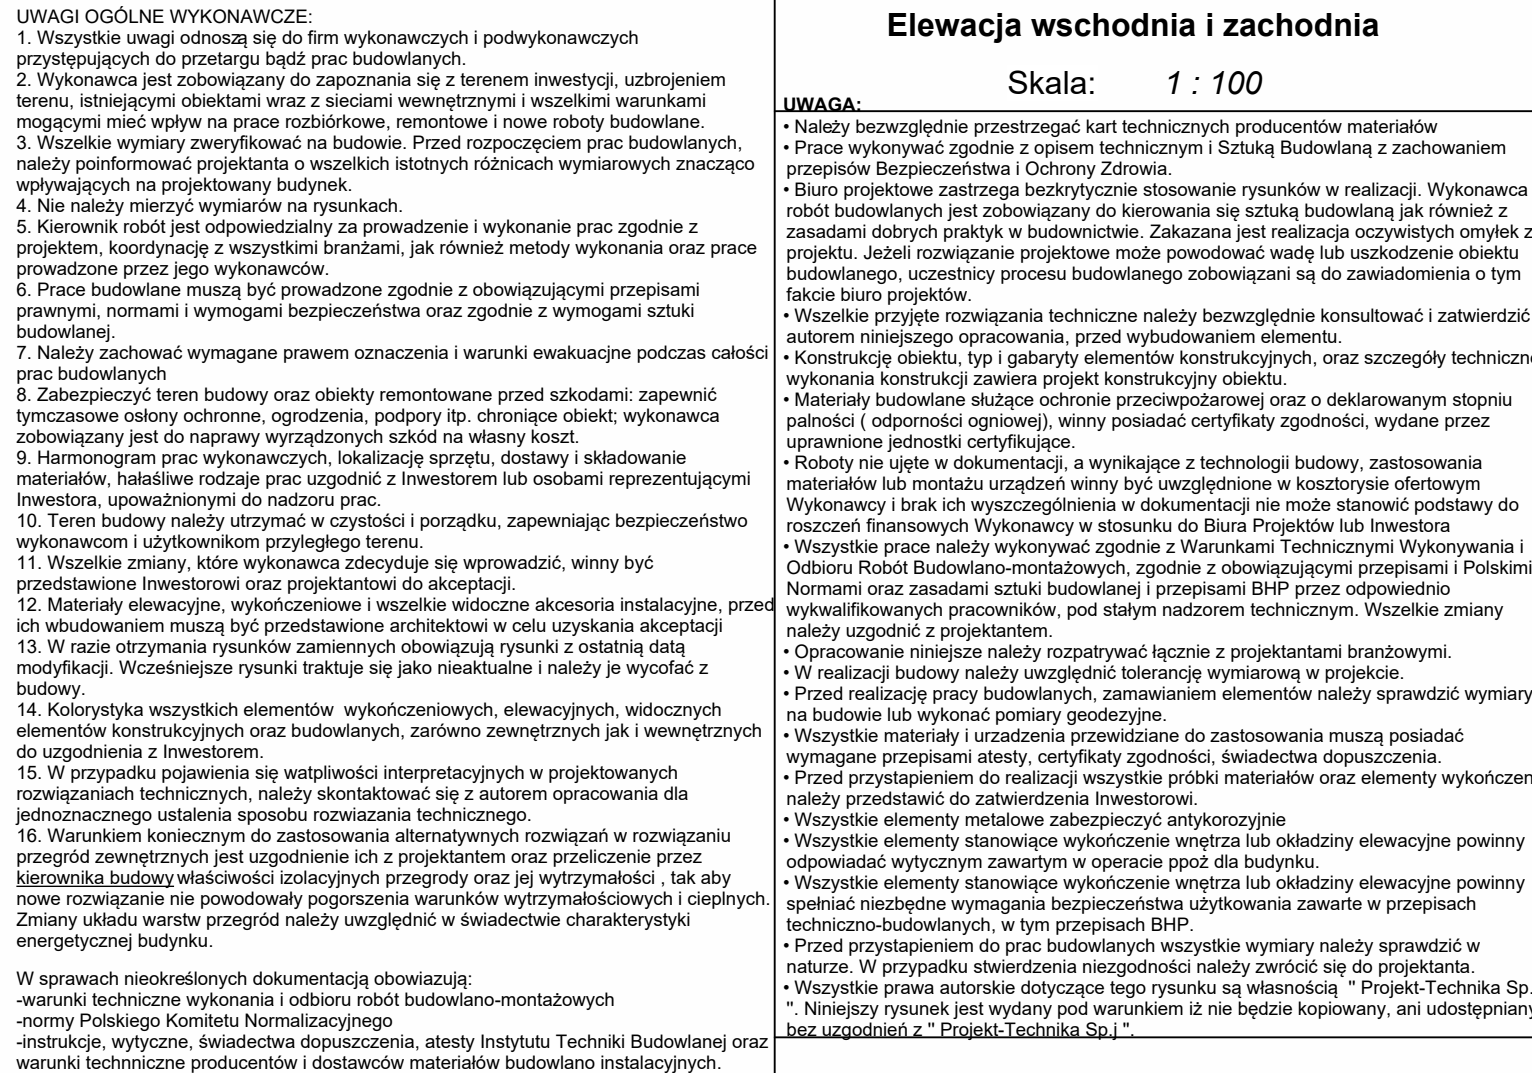 UWAGI OGÓLNE WYKONAWCZE:
1. Wszystkie uwagi odnoszą się do firm wykonawczych i podwykonawczych
przystępujących do przetargu bądź prac budowlanych.
2. Wykonawca jest zobowiązany do zapoznania się z terenem inwestycji, uzbrojeniem
terenu, istniejącymi obiektami wraz z sieciami wewnętrznymi i wszelkimi warunkami
mogącymi mieć wpływ na prace rozbiórkowe, remontowe i nowe roboty budowlane.
3. Wszelkie wymiary zweryfikować na budowie. Przed rozpoczęciem prac budowlanych,
należy poinformować projektanta o wszelkich istotnych różnicach wymiarowych znacząco
wpływających na projektowany budynek.
4. Nie należy mierzyć wymiarów na rysunkach.
5. Kierownik robót jest odpowiedzialny za prowadzenie i wykonanie prac zgodnie z
projektem, koordynację z wszystkimi branżami, jak również metody wykonania oraz prace
prowadzone przez jego wykonawców.
6. Prace budowlane muszą być prowadzone zgodnie z obowiązującymi przepisami
prawnymi, normami i wymogami bezpieczeństwa oraz zgodnie z wymogami sztuki
budowlanej.
7. Należy zachować wymagane prawem oznaczenia i warunki ewakuacjne podczas całości
prac budowlanych
8. Zabezpieczyć teren budowy oraz obiekty remontowane przed szkodami: zapewnić
tymczasowe osłony ochronne, ogrodzenia, podpory itp. chroniące obiekt; wykonawca
zobowiązany jest do naprawy wyrządzonych szkód na własny koszt.
9. Harmonogram prac wykonawczych, lokalizację sprzętu, dostawy i składowanie
materiałów, hałaśliwe rodzaje prac uzgodnić z Inwestorem lub osobami reprezentującymi
Inwestora, upoważnionymi do nadzoru prac.
10. Teren budowy należy utrzymać w czystości i porządku, zapewniając bezpieczeństwo
wykonawcom i użytkownikom przyległego terenu.
11. Wszelkie zmiany, które wykonawca zdecyduje się wprowadzić, winny być
przedstawione Inwestorowi oraz projektantowi do akceptacji.
12. Materiały elewacyjne, wykończeniowe i wszelkie widoczne akcesoria instalacyjne, przed
ich wbudowaniem muszą być przedstawione architektowi w celu uzyskania akceptacji
13. W razie otrzymania rysunków zamiennych obowiązują rysunki z ostatnią datą
modyfikacji. Wcześniejsze rysunki traktuje się jako nieaktualne i należy je wycofać z
budowy.
14. Kolorystyka wszystkich elementów wykończeniowych, elewacyjnych, widocznych
elementów konstrukcyjnych oraz budowlanych, zarówno zewnętrznych jak i wewnętrznych
do uzgodnienia z Inwestorem.
15. W przypadku pojawienia się watpliwości interpretacyjnych w projektowanych
rozwiązaniach technicznych, należy skontaktować się z autorem opracowania dla
jednoznacznego ustalenia sposobu rozwiazania technicznego.
16. Warunkiem koniecznym do zastosowania alternatywnych rozwiązań w rozwiązaniu
przegród zewnętrznych jest uzgodnienie ich z projektantem oraz przeliczenie przez
kierownika budowy właściwości izolacyjnych przegrody oraz jej wytrzymałości , tak aby
nowe rozwiązanie nie powodowały pogorszenia warunków wytrzymałościowych i cieplnych.
Zmiany układu warstw przegród należy uwzględnić w świadectwie charakterystyki
energetycznej budynku.
W sprawach nieokreślonych dokumentacją obowiazują:
-warunki techniczne wykonania i odbioru robót budowlano-montażowych
-normy Polskiego Komitetu Normalizacyjnego
-instrukcje, wytyczne, świadectwa dopuszczenia, atesty Instytutu Techniki Budowlanej oraz
warunki technniczne producentów i dostawców materiałów budowlano instalacyjnych.
Elewacja wschodnia i zachodnia
Skala: 1 : 100
UWAGA:
• Należy bezwzględnie przestrzegać kart technicznych producentów materiałów
• Prace wykonywać zgodnie z opisem technicznym i Sztuką Budowlaną z zachowaniem
przepisów Bezpieczeństwa i Ochrony Zdrowia.
• Biuro projektowe zastrzega bezkrytycznie stosowanie rysunków w realizacji. Wykonawca
robót budowlanych jest zobowiązany do kierowania się sztuką budowlaną jak również z
zasadami dobrych praktyk w budownictwie. Zakazana jest realizacja oczywistych omyłek z
projektu. Jeżeli rozwiązanie projektowe może powodować wadę lub uszkodzenie obiektu
budowlanego, uczestnicy procesu budowlanego zobowiązani są do zawiadomienia o tym
fakcie biuro projektów.
• Wszelkie przyjęte rozwiązania techniczne należy bezwzględnie konsultować i zatwierdzić
autorem niniejszego opracowania, przed wybudowaniem elementu.
• Konstrukcję obiektu, typ i gabaryty elementów konstrukcyjnych, oraz szczegóły techniczne
wykonania konstrukcji zawiera projekt konstrukcyjny obiektu.
• Materiały budowlane służące ochronie przeciwpożarowej oraz o deklarowanym stopniu
palności ( odporności ogniowej), winny posiadać certyfikaty zgodności, wydane przez
uprawnione jednostki certyfikujące.
• Roboty nie ujęte w dokumentacji, a wynikające z technologii budowy, zastosowania
materiałów lub montażu urządzeń winny być uwzględnione w kosztorysie ofertowym
Wykonawcy i brak ich wyszczególnienia w dokumentacji nie może stanowić podstawy do
roszczeń finansowych Wykonawcy w stosunku do Biura Projektów lub Inwestora
• Wszystkie prace należy wykonywać zgodnie z Warunkami Technicznymi Wykonywania i
Odbioru Robót Budowlano-montażowych, zgodnie z obowiązującymi przepisami i Polskimi
Normami oraz zasadami sztuki budowlanej i przepisami BHP przez odpowiednio
wykwalifikowanych pracowników, pod stałym nadzorem technicznym. Wszelkie zmiany
należy uzgodnić z projektantem.
• Opracowanie niniejsze należy rozpatrywać łącznie z projektantami branżowymi.
• W realizacji budowy należy uwzględnić tolerancję wymiarową w projekcie.
• Przed realizację pracy budowlanych, zamawianiem elementów należy sprawdzić wymiary
na budowie lub wykonać pomiary geodezyjne.
• Wszystkie materiały i urzadzenia przewidziane do zastosowania muszą posiadać
wymagane przepisami atesty, certyfikaty zgodności, świadectwa dopuszczenia.
• Przed przystapieniem do realizacji wszystkie próbki materiałów oraz elementy wykończen
należy przedstawić do zatwierdzenia Inwestorowi.
• Wszystkie elementy metalowe zabezpieczyć antykorozyjnie
• Wszystkie elementy stanowiące wykończenie wnętrza lub okładziny elewacyjne powinny
odpowiadać wytycznym zawartym w operacie ppoż dla budynku.
• Wszystkie elementy stanowiące wykończenie wnętrza lub okładziny elewacyjne powinny
spełniać niezbędne wymagania bezpieczeństwa użytkowania zawarte w przepisach
techniczno-budowlanych, w tym przepisach BHP.
• Przed przystapieniem do prac budowlanych wszystkie wymiary należy sprawdzić w
naturze. W przypadku stwierdzenia niezgodności należy zwrócić się do projektanta.
• Wszystkie prawa autorskie dotyczące tego rysunku są własnością " Projekt-Technika Sp.
". Niniejszy rysunek jest wydany pod warunkiem iż nie będzie kopiowany, ani udostępniany
bez uzgodnień z " Projekt-Technika Sp.j ".